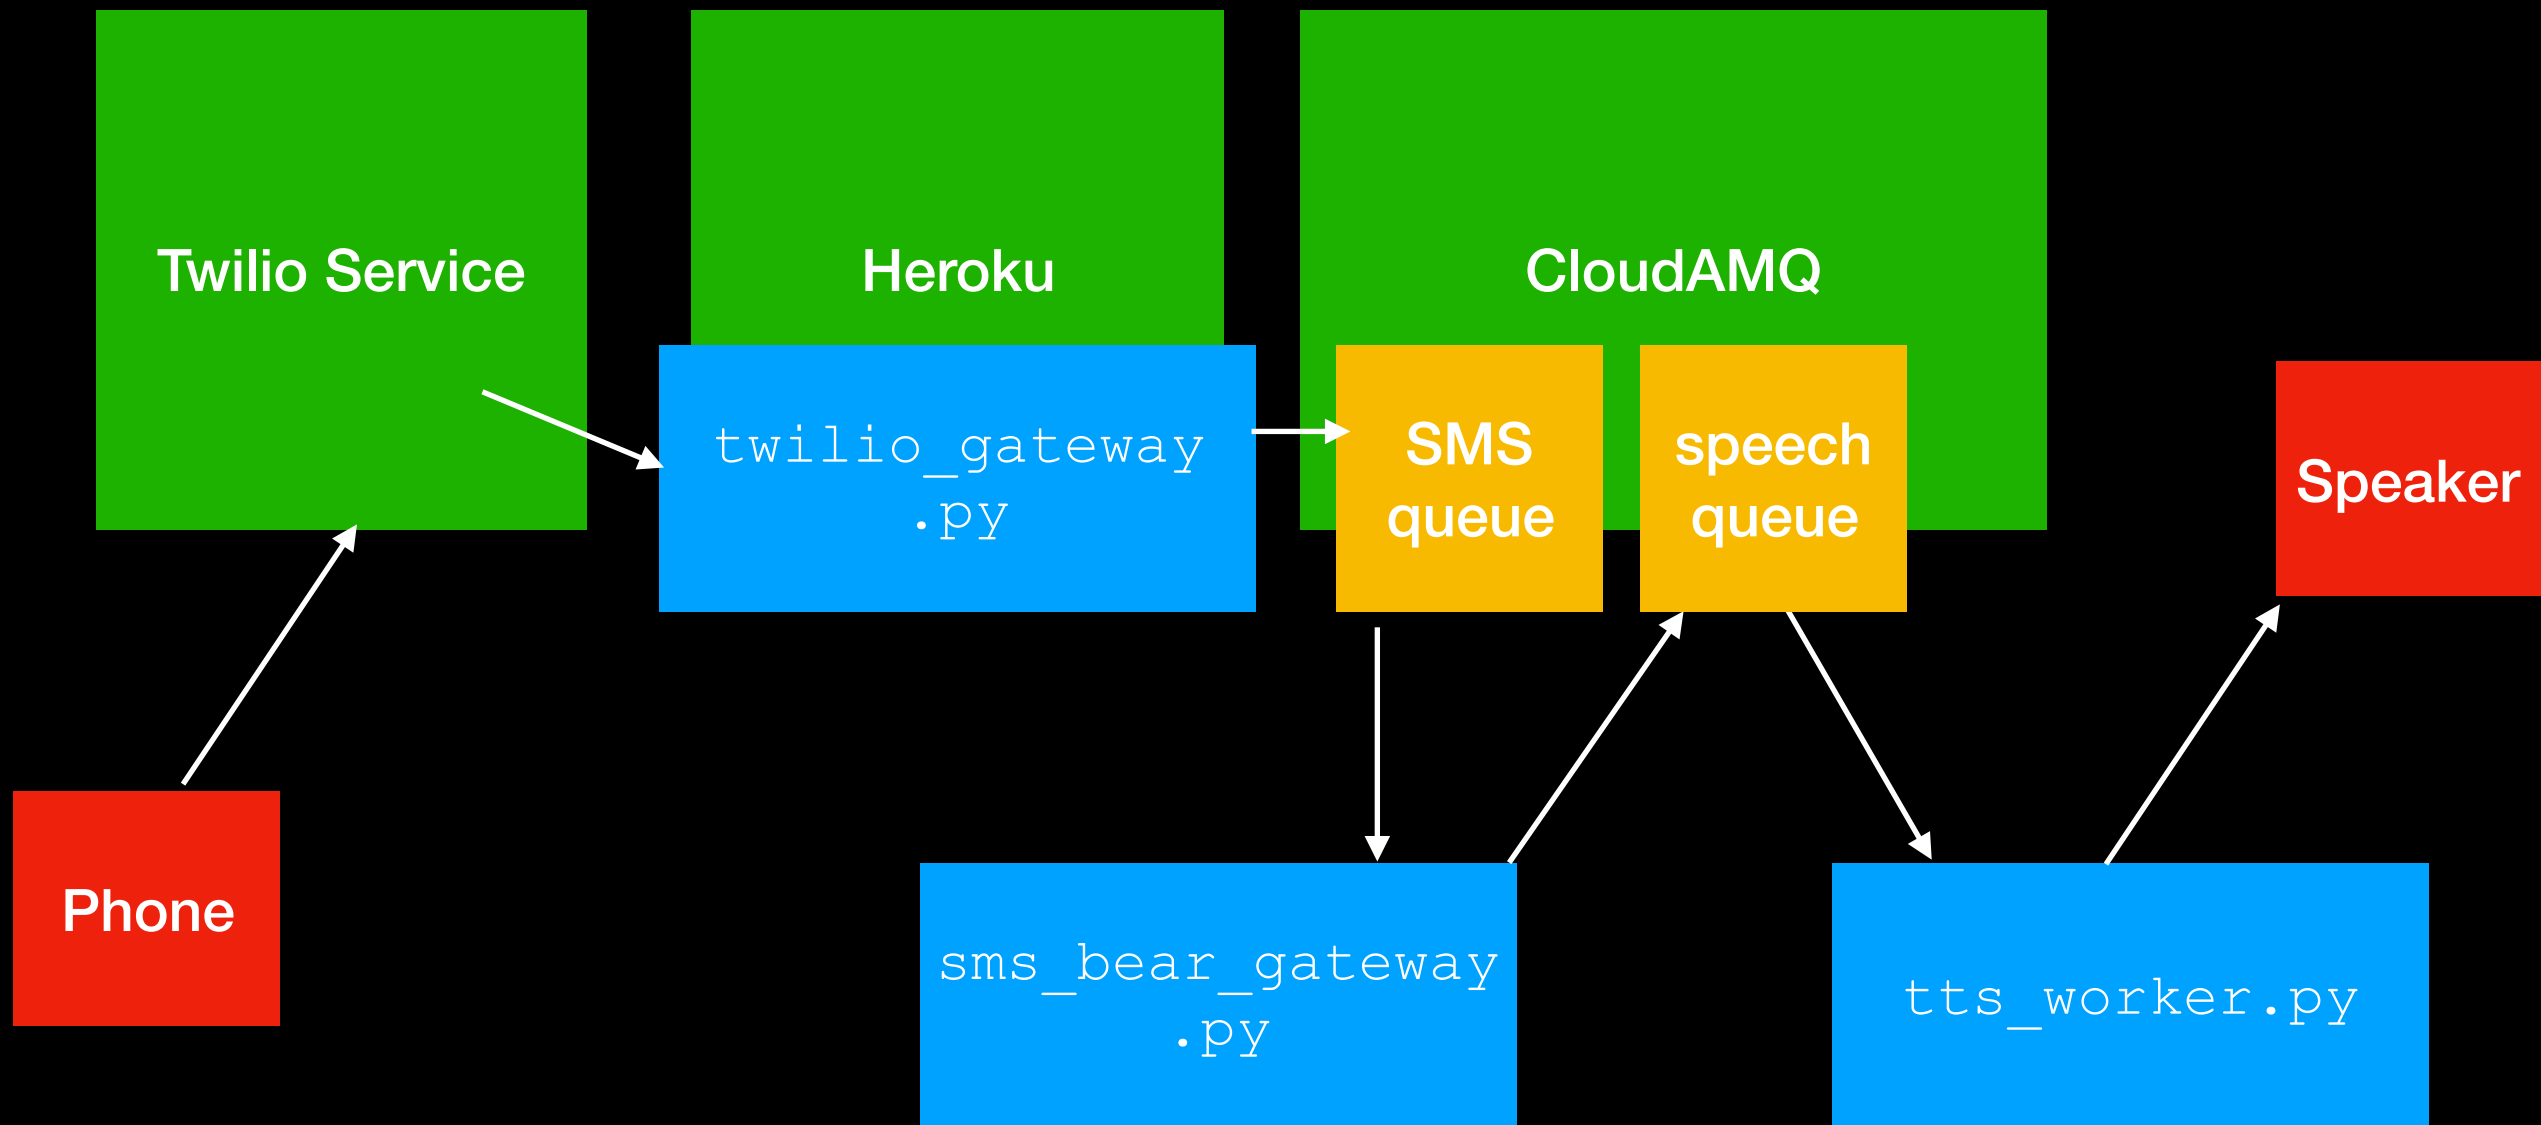 Twilio Service
Heroku
CloudAMQ
twilio_gateway
.py
SMS
queue
speech
queue
Speaker
Phone
sms_bear_gateway
.py
tts_worker.py